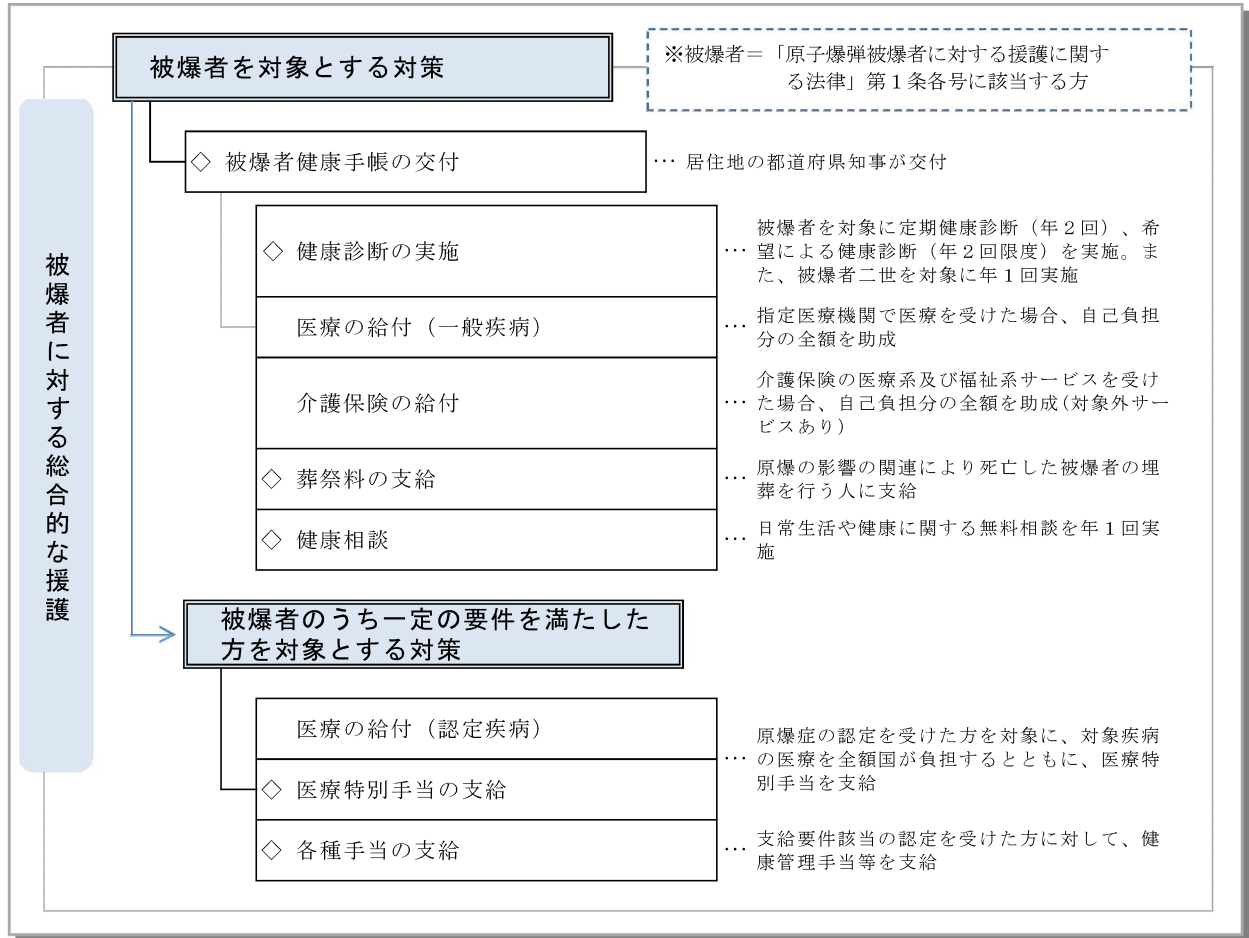 被爆者に対する総合的な援護
被爆者を対象とする対策
※被爆者＝「原子爆弾被爆者に対する援護に関す
る法律」第１条各号に該当する方
◇ 被爆者健康手帳の交付
… 居住地の都道府県知事が交付
◇ 健康診断の実施
… 被爆者を対象に定期健康診断（年２回）、希
望による健康診断（年２回限度）を実施。ま
た、被爆者二世を対象に年１回実施
医療の給付（一般疾病）
… 指定医療機関で医療を受けた場合、自己負担
分の全額を助成
介護保険の給付
… 介護保険の医療系及び福祉系サービスを受け
た場合、自己負担分の全額を助成(対象外サー
ビスあり)
◇ 葬祭料の支給
… 原爆の影響の関連により死亡した被爆者の埋
葬を行う人に支給
◇ 健康相談
… 日常生活や健康に関する無料相談を年１回実
施
被爆者のうち一定の要件を満たした
方を対象とする対策
医療の給付（認定疾病）
◇ 医療特別手当の支給
… 原爆症の認定を受けた方を対象に、対象疾病
の医療を全額国が負担するとともに、医療特
別手当を支給
◇ 各種手当の支給
… 支給要件該当の認定を受けた方に対して、健
康管理手当等を支給